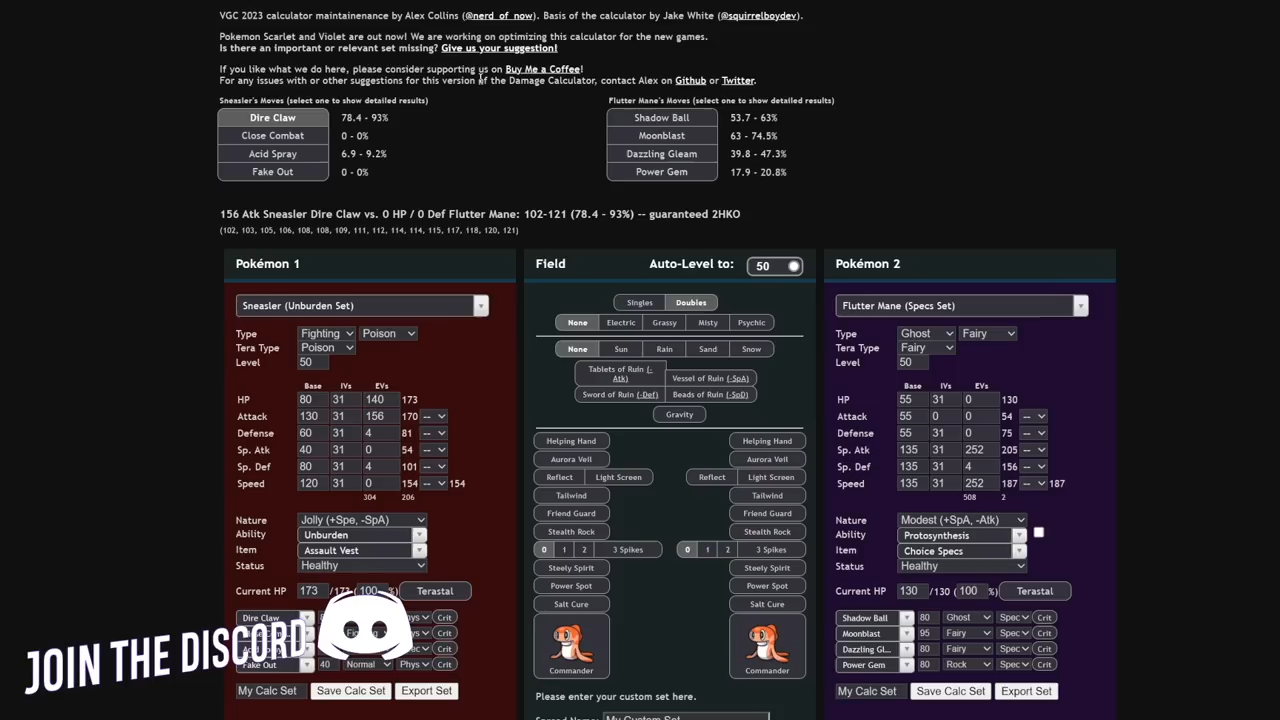 VGC 2023 calculator maintainenance by Alex Collins (@nerd_of_now). Basis of the calculator by Jake White (@squirrelboydev).
Pokemon Scarlet and Violet are out now! We are working on optimizing this calculator for the new games.
Is there an important or relevant set missing? Give us your suggestion!
If you like what we do here, please consider supporting us on Buy Me a Coffee!
For any issues with or other suggestions for this version of the Damage Calculator, contact Alex on Github or Twitter.
Sneasler's Moves (select one to show detailed results)
Dire Claw 78.4 - 93%
Close Combat 0 - 0%
Acid Spray 6.9 - 9.2%
Fake Out 0 - 0%
Flutter Mane's Moves (select one to show detailed results)
Shadow Ball 53.7 - 63%
Moonblast 63 - 74.5%
Dazzling Gleam 39.8 - 47.3%
Power Gem 17.9 - 20.8%
156 Atk Sneasler Dire Claw vs. 0 HP / 0 Def Flutter Mane: 102-121 (78.4 - 93%) -- guaranteed 2HKO
(102, 103, 105, 106, 108, 108, 109, 111, 112, 114, 114, 115, 117, 118, 120, 121)
Pokémon 1
Sneasler (Unburden Set)
Type Fighting Poison
Tera Type Poison
Level 50
Base IVs EVs
HP 80 31 140 173
Attack 130 31 156 170 --
Defense 60 31 4 81 --
Sp. Atk 40 31 0 54 --
Sp. Def 80 31 4 101 --
Speed 120 31 0 154 -- 154
304 206
Nature Jolly (+Spe, -SpA)
Ability Unburden
Item Assault Vest
Status Healthy
Current HP 173 /173 (100 %) Terastal
Dire Claw Crit
Fighting Crit
Crit
Fake Out 40 Normal Phys Crit
My Calc Set Save Calc Set Export Set
JOIN THE DISCORD
Field Auto-Level to: 50
Singles Doubles
None Electric Grassy Misty Psychic
None Sun Rain Sand Snow
Tablets of Ruin (-
Atk) Vessel of Ruin (-SpA)
Sword of Ruin (-Def) Beads of Ruin (-SpD)
Gravity
Helping Hand Helping Hand
Aurora Veil Aurora Veil
Reflect Light Screen Reflect Light Screen
Tailwind Tailwind
Friend Guard Friend Guard
Stealth Rock Stealth Rock
0 1 2 3 Spikes 0 1 2 3 Spikes
Steely Spirit Steely Spirit
Power Spot Power Spot
Salt Cure Salt Cure
Commander Commander
Please enter your custom set here.
Spread Name: My Custom Set
Pokémon 2
Flutter Mane (Specs Set)
Type Ghost Fairy
Tera Type Fairy
Level 50
Base IVs EVs
HP 55 31 0 130
Attack 55 0 0 54 --
Defense 55 31 0 75 --
Sp. Atk 135 31 252 205 --
Sp. Def 135 31 4 156 --
Speed 135 31 252 187 -- 187
508 2
Nature Modest (+SpA, -Atk)
Ability Protosynthesis
Item Choice Specs
Status Healthy
Current HP 130 /130 (100 %) Terastal
Shadow Ball 80 Ghost Spec Crit
Moonblast 95 Fairy Spec Crit
Dazzling Gl... 80 Fairy Spec Crit
Power Gem 80 Rock Spec Crit
My Calc Set Save Calc Set Export Set